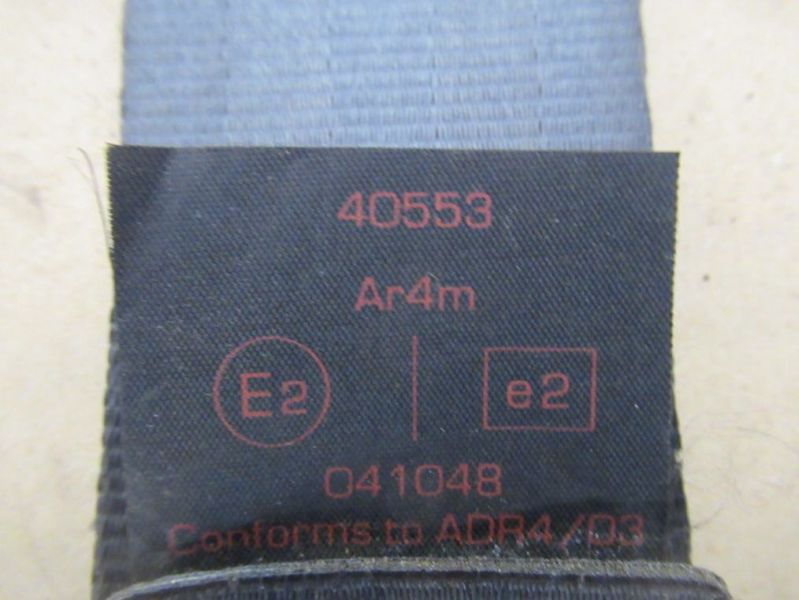 40553
Ar4m
E2 | e2
041048
Conforms to ADR4/03